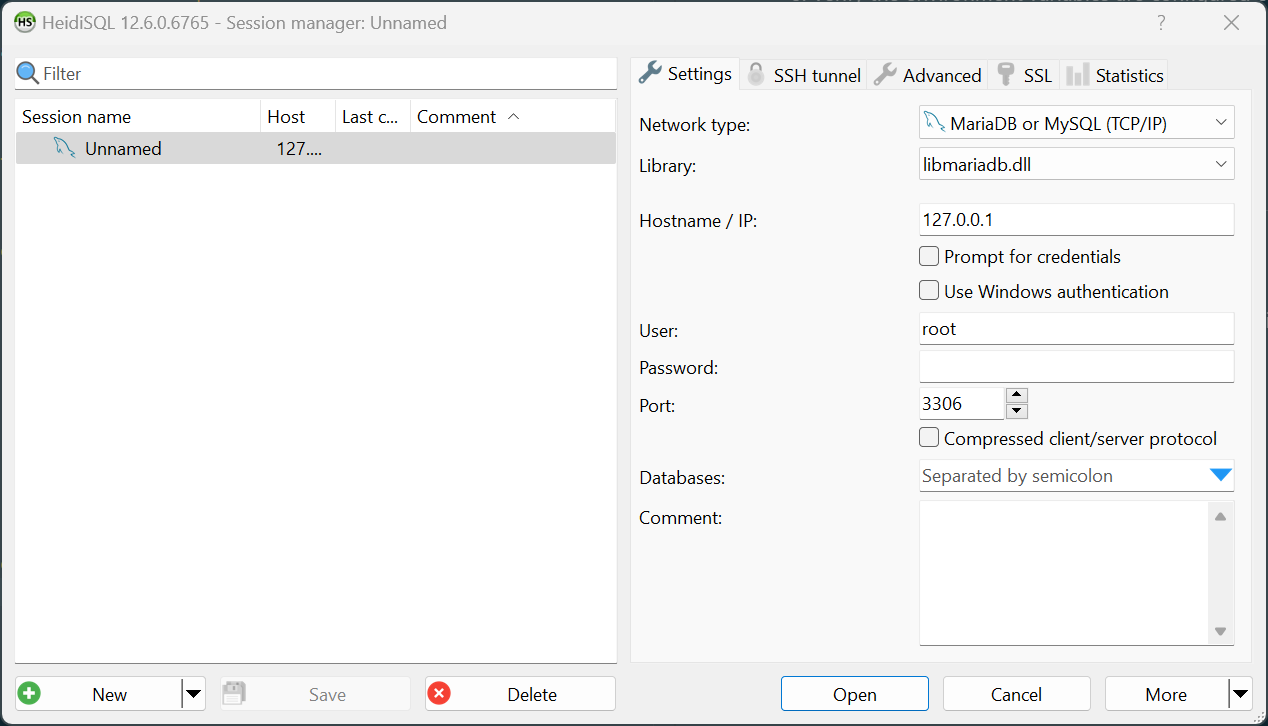 HeidiSQL 12.6.0.6765 - Session manager: Unnamed
?
Filter
Session name Host Last c... Comment
Unnamed 127....
Settings SSH tunnel Advanced SSL Statistics
Network type: MariaDB or MySQL (TCP/IP)
Library: libmariadb.dll
Hostname / IP: 127.0.0.1
Prompt for credentials
Use Windows authentication
User: root
Password:
Port: 3306
Compressed client/server protocol
Databases: Separated by semicolon
Comment:
New Save Delete Open Cancel More